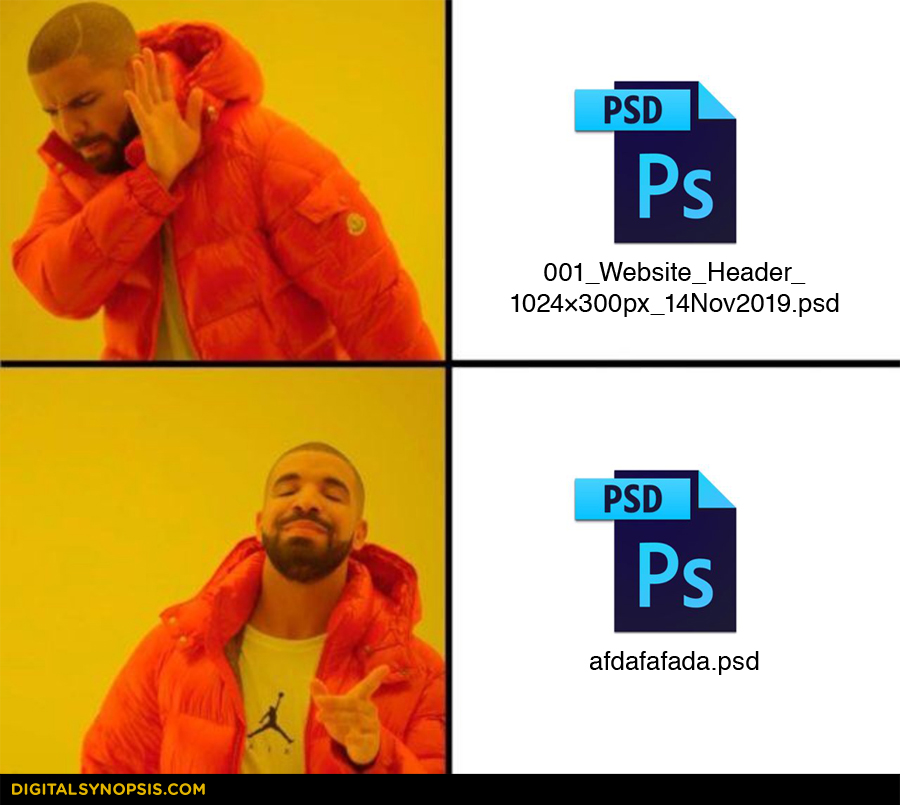 PSD
Ps
001_Website_Header_
1024×300px_14Nov2019.psd
PSD
Ps
afdafafada.psd
DIGITALSYNOPSIS.COM